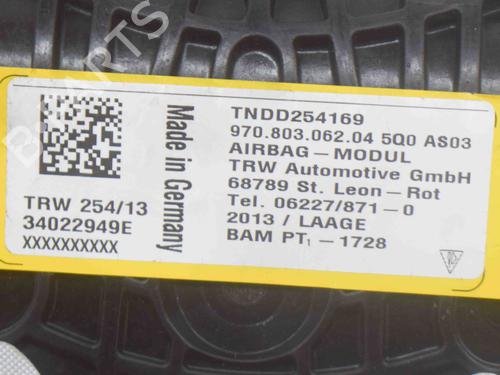 TNDD254169
970.803.062.04 5Q0 AS03
AIRBAG – MODUL
TRW Automotive GmbH
68789 St. Leon – Rot
Tel. 06227/871 – 0
2013 / LAAGE
BAM PT₁ – 1728
Made in Germany
TRW 254/13
34022949E
XXXXXXXXXX
PARTS